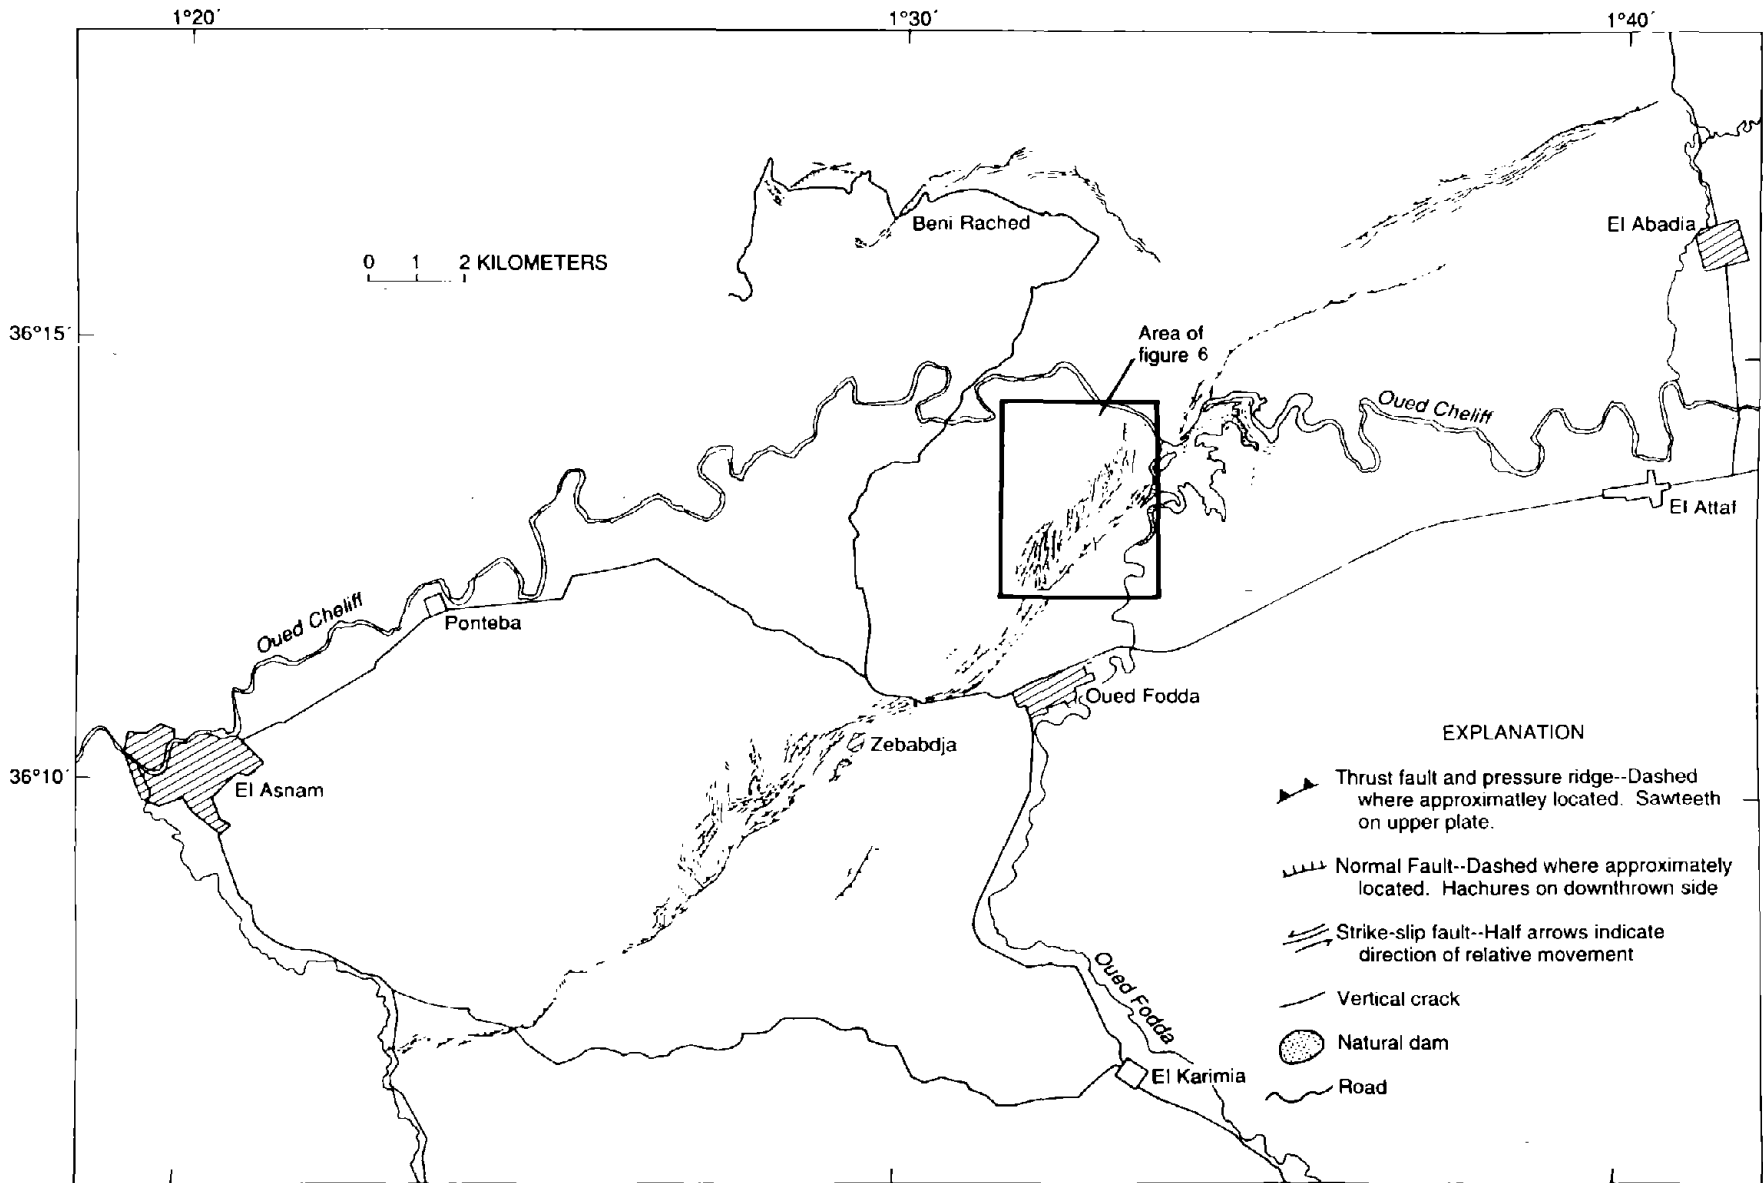 1°20´
1°30´
1°40´
El Abadia
Beni Rached
0 1 2 KILOMETERS
36°15´
Area of
figure 6
Oued Cheliff
El Attaf
Oued Cheliff
Ponteba
Oued Fodda
Zebabdja
36°10´
El Asnam
Oued Fodda
El Karimia
EXPLANATION
Thrust fault and pressure ridge--Dashed
where approximatley located. Sawteeth
on upper plate.
Normal Fault--Dashed where approximately
located. Hachures on downthrown side
Strike-slip fault--Half arrows indicate
direction of relative movement
Vertical crack
Natural dam
Road